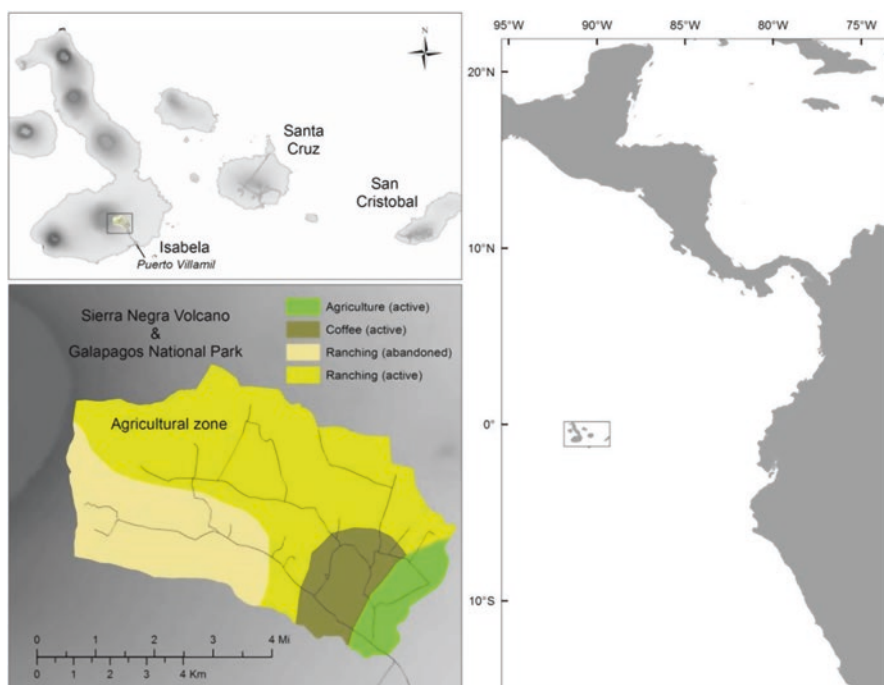 N
Santa
Cruz
San
Cristobal
Isabela
Puerto Villamil
Sierra Negra Volcano
&
Galapagos National Park
Agriculture (active)
Coffee (active)
Ranching (abandoned)
Ranching (active)
Agricultural zone
0 1 2 3 4 Mi
0 1 2 3 4 Km
95°W 90°W 85°W 80°W 75°W
20°N
10°N
0°
10°S